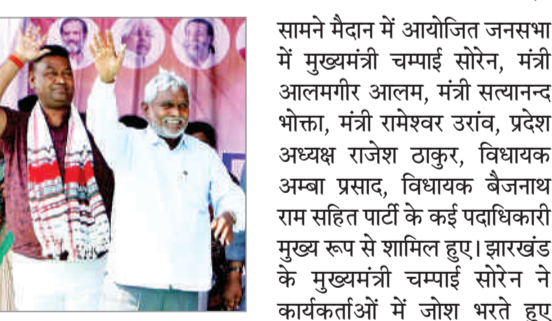 सामने मैदान में आयोजित जनसभा
में मुख्यमंत्री चम्पाई सोरेन, मंत्री
आलमगीर आलम, मंत्री सत्यानन्द
भोक्ता, मंत्री रामेश्वर उरांव, प्रदेश
अध्यक्ष राजेश ठाकुर, विधायक
अम्बा प्रसाद, विधायक बैजनाथ
राम सहित पार्टी के कई पदाधिकारी
मुख्य रूप से शामिल हुए। झारखंड
के मुख्यमंत्री चम्पाई सोरेन ने
कार्यकर्ताओं में जोश भरते हुए